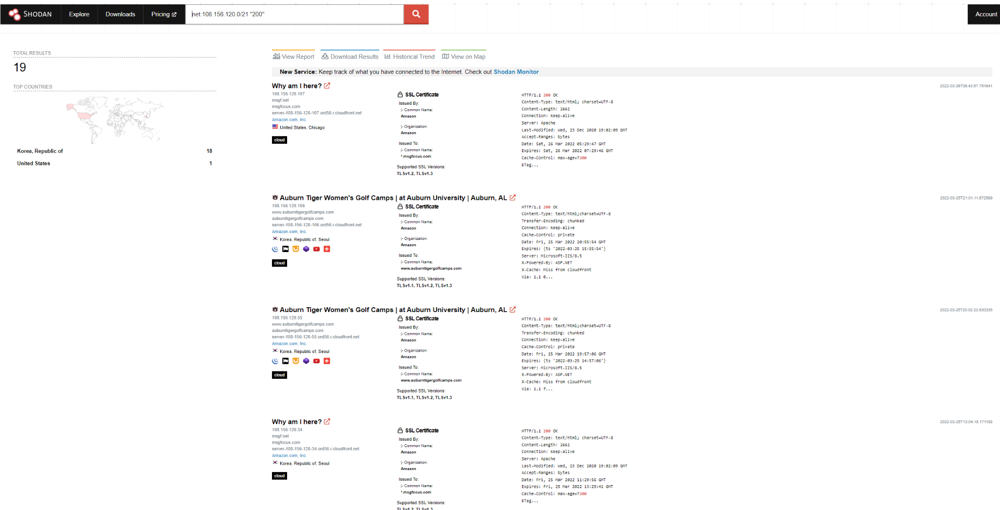 SHODAN
Explore
Downloads
Pricing
net:108.156.120.0/21 "200"
Account
TOTAL RESULTS
19
TOP COUNTRIES
Korea, Republic of 18
United States 1
View Report
Download Results
Historical Trend
View on Map
New Service: Keep track of what you have connected to the Internet. Check out Shodan Monitor
Why am I here?
2022-03-26T06:43:57.761641
108.156.120.107
msgf.net
msgfocus.com
server-108-156-120-107.ord56.r.cloudfront.net
Amazon.com, Inc.
United States, Chicago
cloud
SSL Certificate
Issued By:
|- Common Name:
Amazon
|- Organization:
Amazon
Issued To:
|- Common Name:
*.msgfocus.com
Supported SSL Versions:
TLSv1.2, TLSv1.3
HTTP/1.1 200 OK
Content-Type: text/html; charset=UTF-8
Content-Length: 2662
Connection: keep-alive
Server: Apache
Last-Modified: Wed, 23 Dec 2020 19:02:09 GMT
Accept-Ranges: bytes
Date: Sat, 26 Mar 2022 05:29:47 GMT
Expires: Sat, 26 Mar 2022 07:29:46 GMT
Cache-Control: max-age=7200
ETag...
Auburn Tiger Women's Golf Camps | at Auburn University | Auburn, AL
2022-03-25T21:01:11.672599
108.156.120.106
www.auburntigergolfcamps.com
auburntigergolfcamps.com
server-108-156-120-106.ord56.r.cloudfront.net
Amazon.com, Inc.
Korea, Republic of, Seoul
cloud
SSL Certificate
Issued By:
|- Common Name:
Amazon
|- Organization:
Amazon
Issued To:
|- Common Name:
www.auburntigergolfcamps.com
Supported SSL Versions:
TLSv1.1, TLSv1.2, TLSv1.3
HTTP/1.1 200 OK
Content-Type: text/html;charset=UTF-8
Transfer-Encoding: chunked
Connection: keep-alive
Cache-Control: private
Date: Fri, 25 Mar 2022 20:55:54 GMT
Expires: {ts '2022-03-25 15:55:54'}
Server: Microsoft-IIS/8.5
X-Powered-By: ASP.NET
X-Cache: Miss from cloudfront
Via: 1.1 0...
Auburn Tiger Women's Golf Camps | at Auburn University | Auburn, AL
2022-03-25T20:02:23.630335
108.156.120.55
www.auburntigergolfcamps.com
auburntigergolfcamps.com
server-108-156-120-55.ord56.r.cloudfront.net
Amazon.com, Inc.
Korea, Republic of, Seoul
cloud
SSL Certificate
Issued By:
|- Common Name:
Amazon
|- Organization:
Amazon
Issued To:
|- Common Name:
www.auburntigergolfcamps.com
Supported SSL Versions:
TLSv1.1, TLSv1.2, TLSv1.3
HTTP/1.1 200 OK
Content-Type: text/html;charset=UTF-8
Transfer-Encoding: chunked
Connection: keep-alive
Cache-Control: private
Date: Fri, 25 Mar 2022 19:57:06 GMT
Expires: {ts '2022-03-25 14:57:06'}
Server: Microsoft-IIS/8.5
X-Powered-By: ASP.NET
X-Cache: Miss from cloudfront
Via: 1.1 f...
Why am I here?
2022-03-25T13:04:15.171188
108.156.120.34
msgf.net
msgfocus.com
server-108-156-120-34.ord56.r.cloudfront.net
Amazon.com, Inc.
Korea, Republic of, Seoul
cloud
SSL Certificate
Issued By:
|- Common Name:
Amazon
|- Organization:
Amazon
Issued To:
|- Common Name:
*.msgfocus.com
Supported SSL Versions:
TLSv1.2, TLSv1.3
HTTP/1.1 200 OK
Content-Type: text/html; charset=UTF-8
Content-Length: 2662
Connection: keep-alive
Server: Apache
Last-Modified: Wed, 23 Dec 2020 19:02:09 GMT
Accept-Ranges: bytes
Date: Fri, 25 Mar 2022 11:29:56 GMT
Expires: Fri, 25 Mar 2022 13:29:41 GMT
Cache-Control: max-age=7200
ETag...